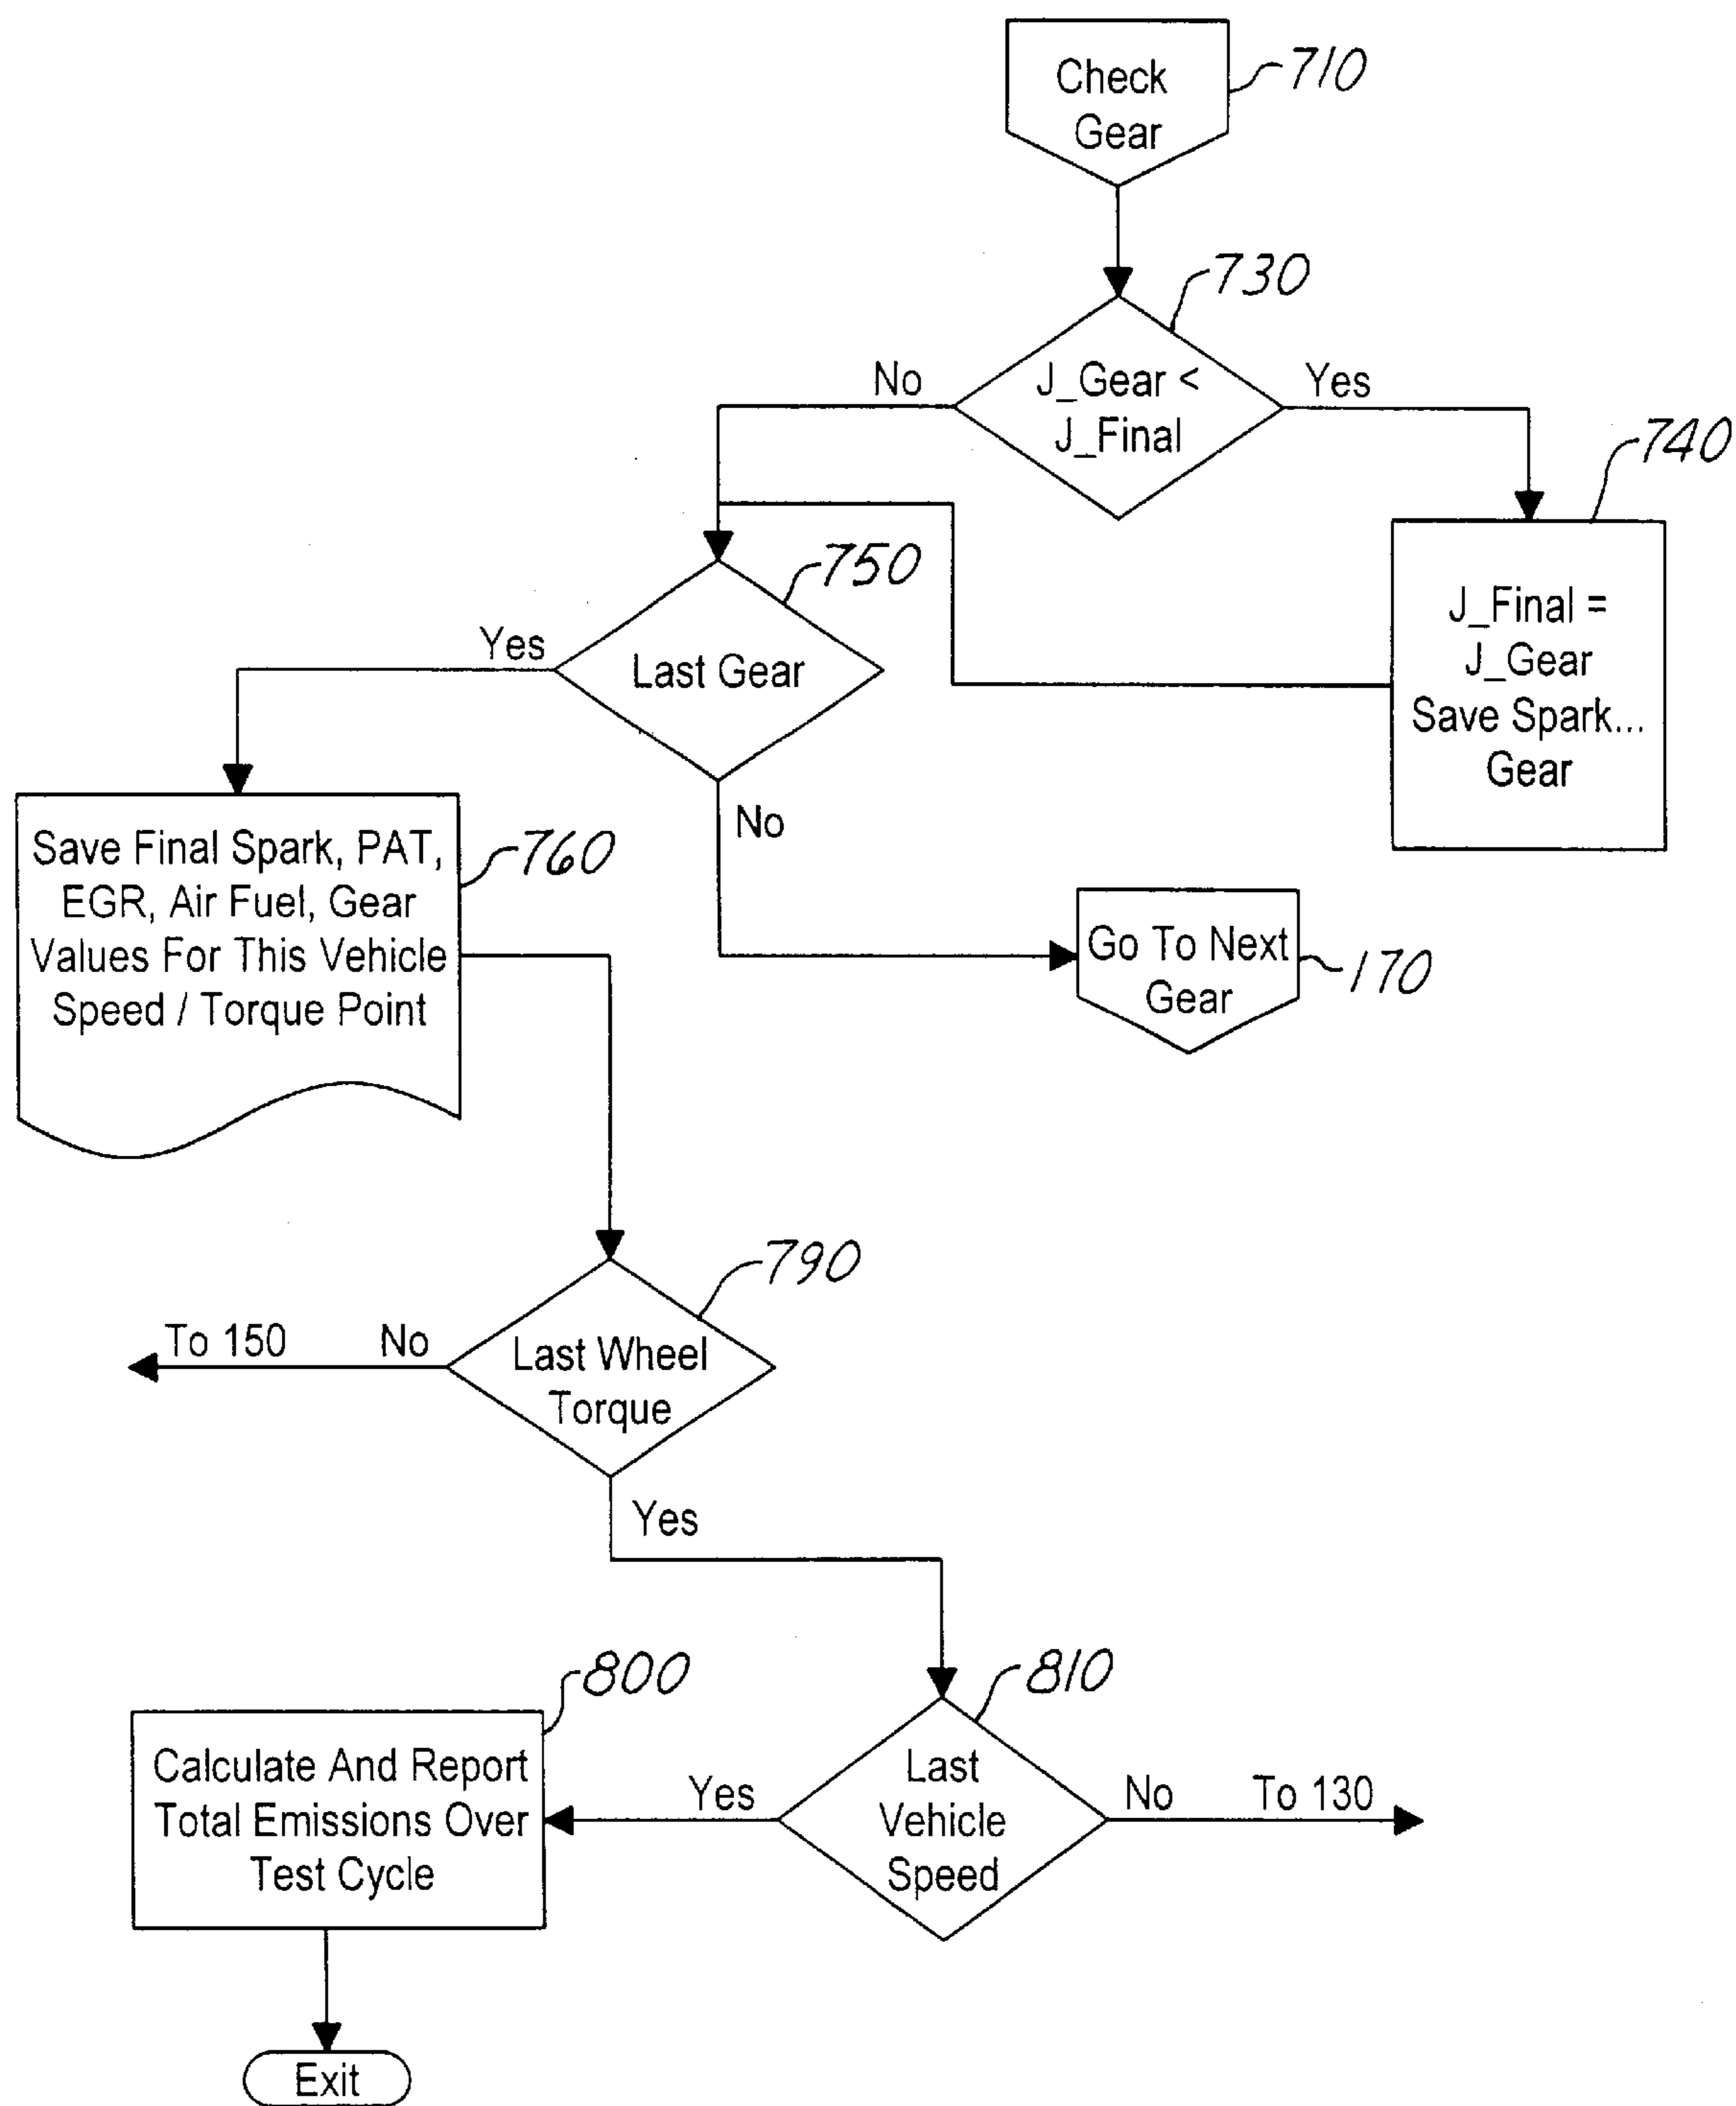 Check
Gear
710
730
J_Gear <
J_Final
No
Yes
740
J_Final =
J_Gear
Save Spark...
Gear
750
Last Gear
Yes
No
Save Final Spark, PAT,
EGR, Air Fuel, Gear
Values For This Vehicle
Speed / Torque Point
760
Go To Next
Gear
170
790
Last Wheel
Torque
To 150
No
Yes
800
Calculate And Report
Total Emissions Over
Test Cycle
810
Last
Vehicle
Speed
Yes
No
To 130
Exit